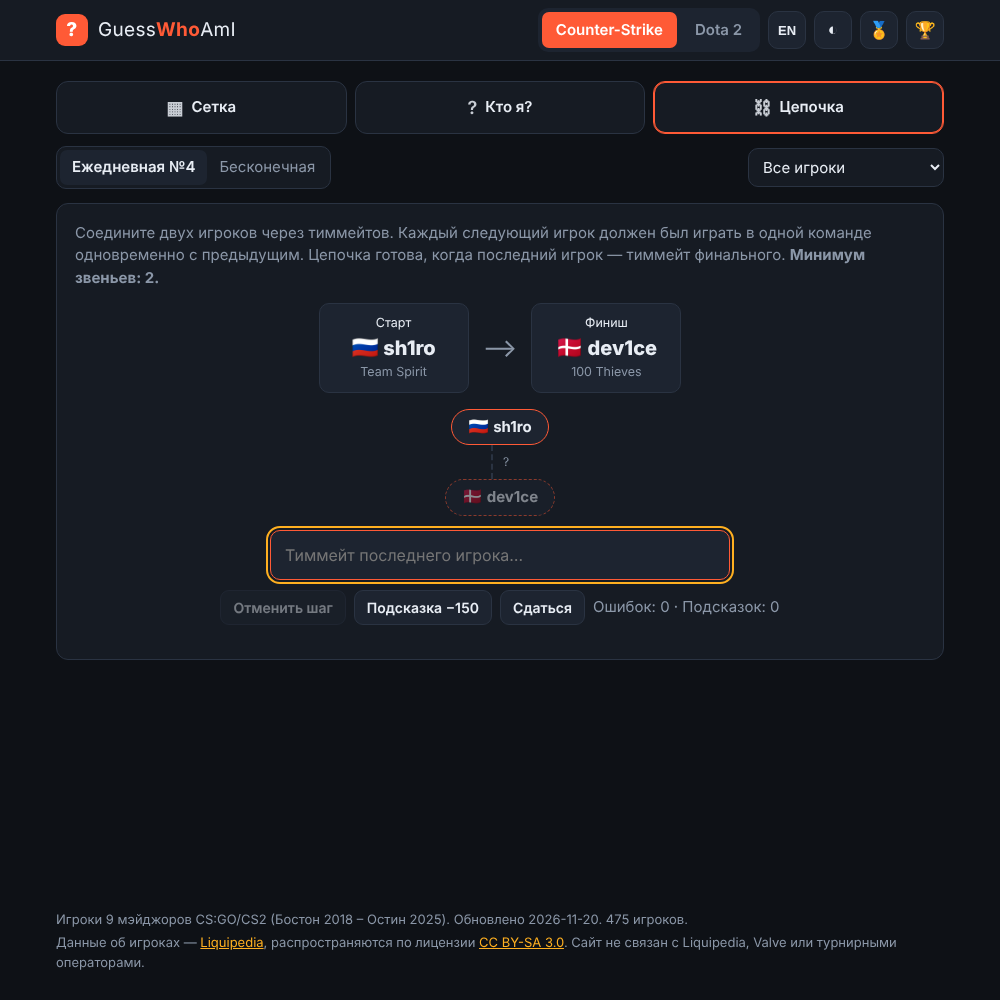 ? GuessWhoAmI
Counter-Strike
Dota 2
EN
Сетка
? Кто я?
Цепочка
Ежедневная №4
Бесконечная
Все игроки
Соедините двух игроков через тиммейтов. Каждый следующий игрок должен был играть в одной команде
одновременно с предыдущим. Цепочка готова, когда последний игрок — тиммейт финального. Минимум
звеньев: 2.
Старт
sh1ro
Team Spirit
Финиш
dev1ce
100 Thieves
sh1ro
?
dev1ce
Тиммейт последнего игрока...
Отменить шаг
Подсказка −150
Сдаться
Ошибок: 0 · Подсказок: 0
Игроки 9 мэйджоров CS:GO/CS2 (Бостон 2018 – Остин 2025). Обновлено 2026-11-20. 475 игроков.
Данные об игроках — Liquipedia, распространяются по лицензии CC BY-SA 3.0. Сайт не связан с Liquipedia, Valve или турнирными
операторами.